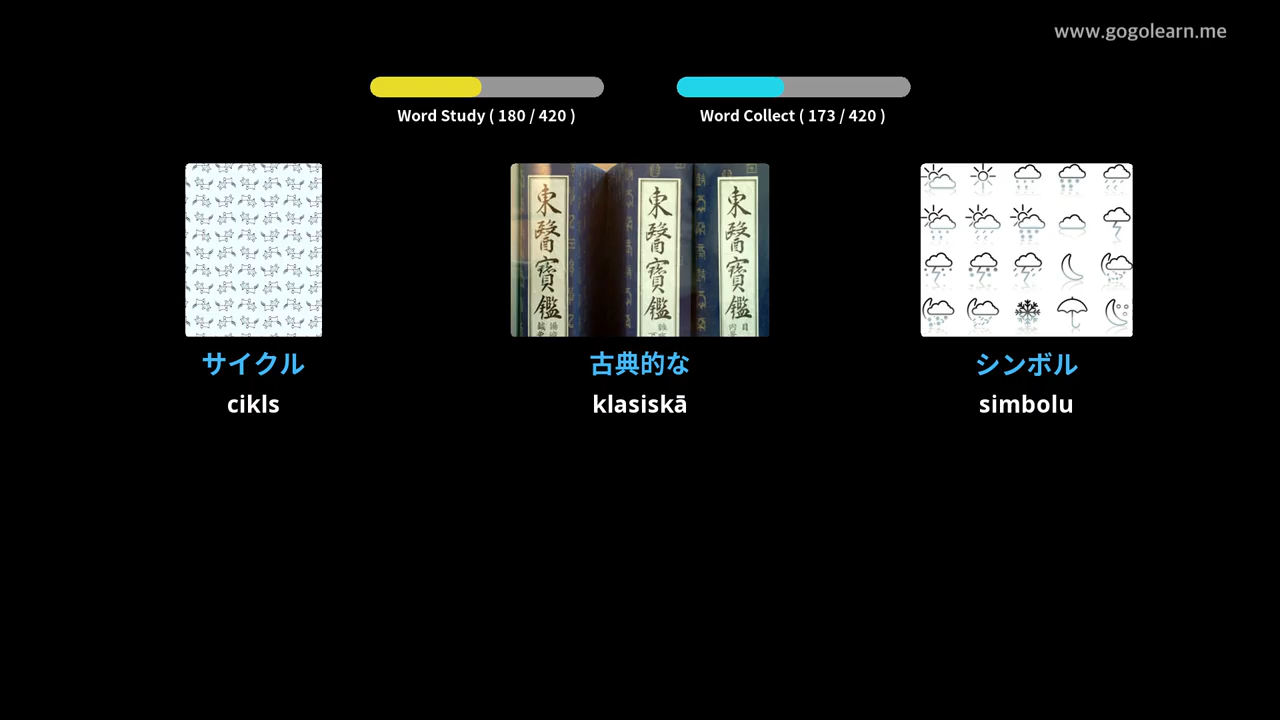 www.gogolearn.me
Word Study ( 180 / 420 )
Word Collect ( 173 / 420 )
東醫寶鑑
東醫寶鑑
東醫寶鑑
サイクル
古典的な
シンボル
cikls
klasiskā
simbolu